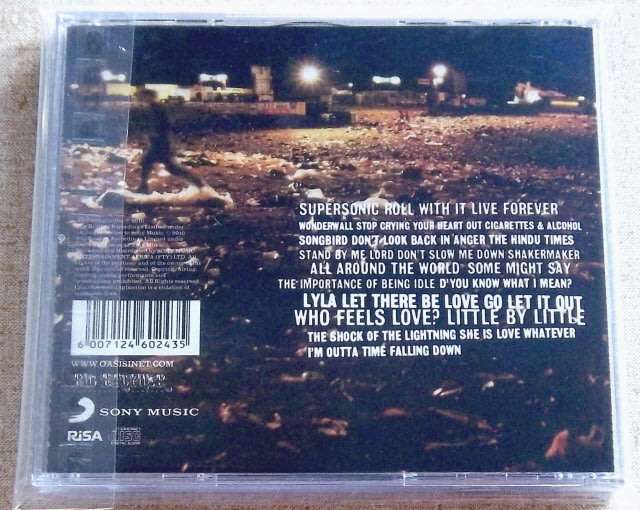 SUPERSONIC ROLL WITH IT LIVE FOREVER
WONDERWALL STOP CRYING YOUR HEART OUT CIGARETTES & ALCOHOL
SONGBIRD DON'T LOOK BACK IN ANGER THE HINDU TIMES
STAND BY ME LORD DON'T SLOW ME DOWN SHAKERMAKER
ALL AROUND THE WORLD SOME MIGHT SAY
THE IMPORTANCE OF BEING IDLE D'YOU KNOW WHAT I MEAN?
LYLA LET THERE BE LOVE GO LET IT OUT
WHO FEELS LOVE? LITTLE BY LITTLE
THE SHOCK OF THE LIGHTNING SHE IS LOVE WHATEVER
I'M OUTTA TIME FALLING DOWN
6 007124 602435
WWW.OASISINET.COM
BIG BROTHER
SONY MUSIC
RiSA